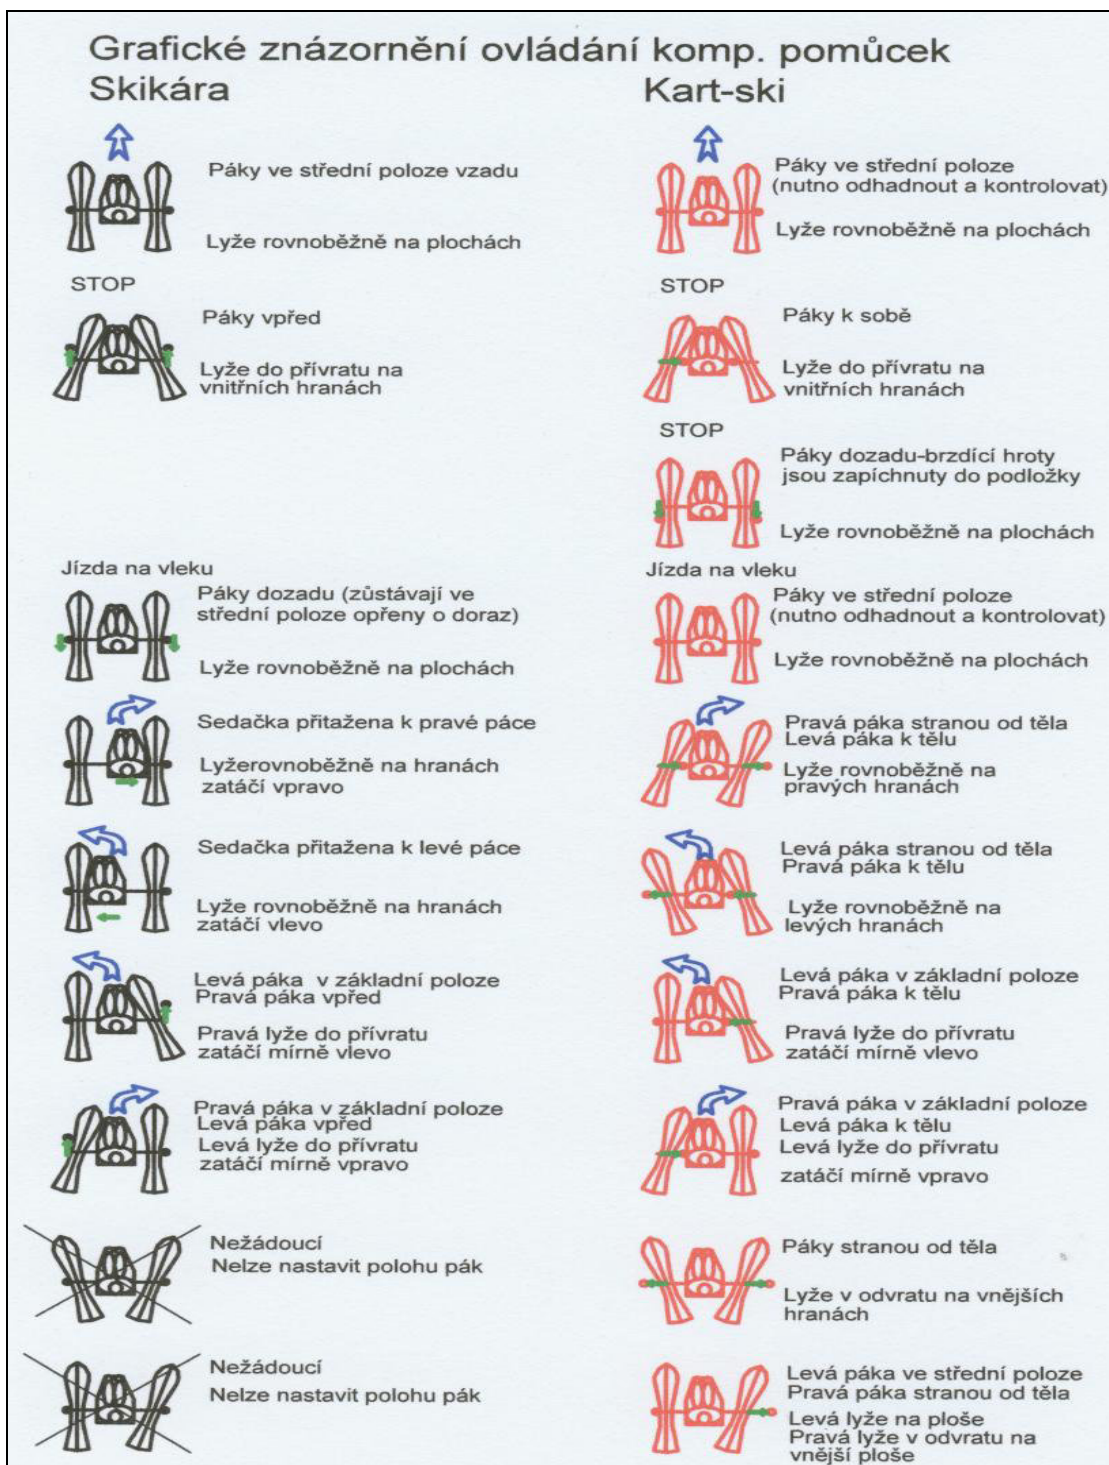 Grafické znázornění ovládání komp. pomůcek
Skikára
Kart-ski
Páky ve střední poloze vzadu
Lyže rovnoběžně na plochách
Páky ve střední poloze
(nutno odhadnout a kontrolovat)
Lyže rovnoběžně na plochách
STOP
Páky vpřed
Lyže do přívratu na
vnitřních hranách
STOP
Páky k sobě
Lyže do přívratu na
vnitřních hranách
STOP
Páky dozadu-brzdící hroty
jsou zapíchnuty do podložky
Lyže rovnoběžně na plochách
Jízda na vleku
Páky dozadu (zůstávají ve
střední poloze opřeny o doraz)
Lyže rovnoběžně na plochách
Jízda na vleku
Páky ve střední poloze
(nutno odhadnout a kontrolovat)
Lyže rovnoběžně na plochách
Sedačka přitažena k pravé páce
Lyžerovnoběžně na hranách
zatáčí vpravo
Pravá páka stranou od těla
Levá páka k tělu
Lyže rovnoběžně na
pravých hranách
Sedačka přitažena k levé páce
Lyže rovnoběžně na hranách
zatáčí vlevo
Levá páka stranou od těla
Pravá páka k tělu
Lyže rovnoběžně na
levých hranách
Levá páka v základní poloze
Pravá páka vpřed
Pravá lyže do přívratu
zatáčí mírně vlevo
Levá páka v základní poloze
Pravá páka k tělu
Pravá lyže do přívratu
zatáčí mírně vlevo
Pravá páka v základní poloze
Levá páka vpřed
Levá lyže do přívratu
zatáčí mírně vpravo
Pravá páka v základní poloze
Levá páka k tělu
Levá lyže do přívratu
zatáčí mírně vpravo
Nežádoucí
Nelze nastavit polohu pák
Páky stranou od těla
Lyže v odvratu na vnějších
hranách
Nežádoucí
Nelze nastavit polohu pák
Levá páka ve střední poloze
Pravá páka stranou od těla
Levá lyže na ploše
Pravá lyže v odvratu na
vnější ploše